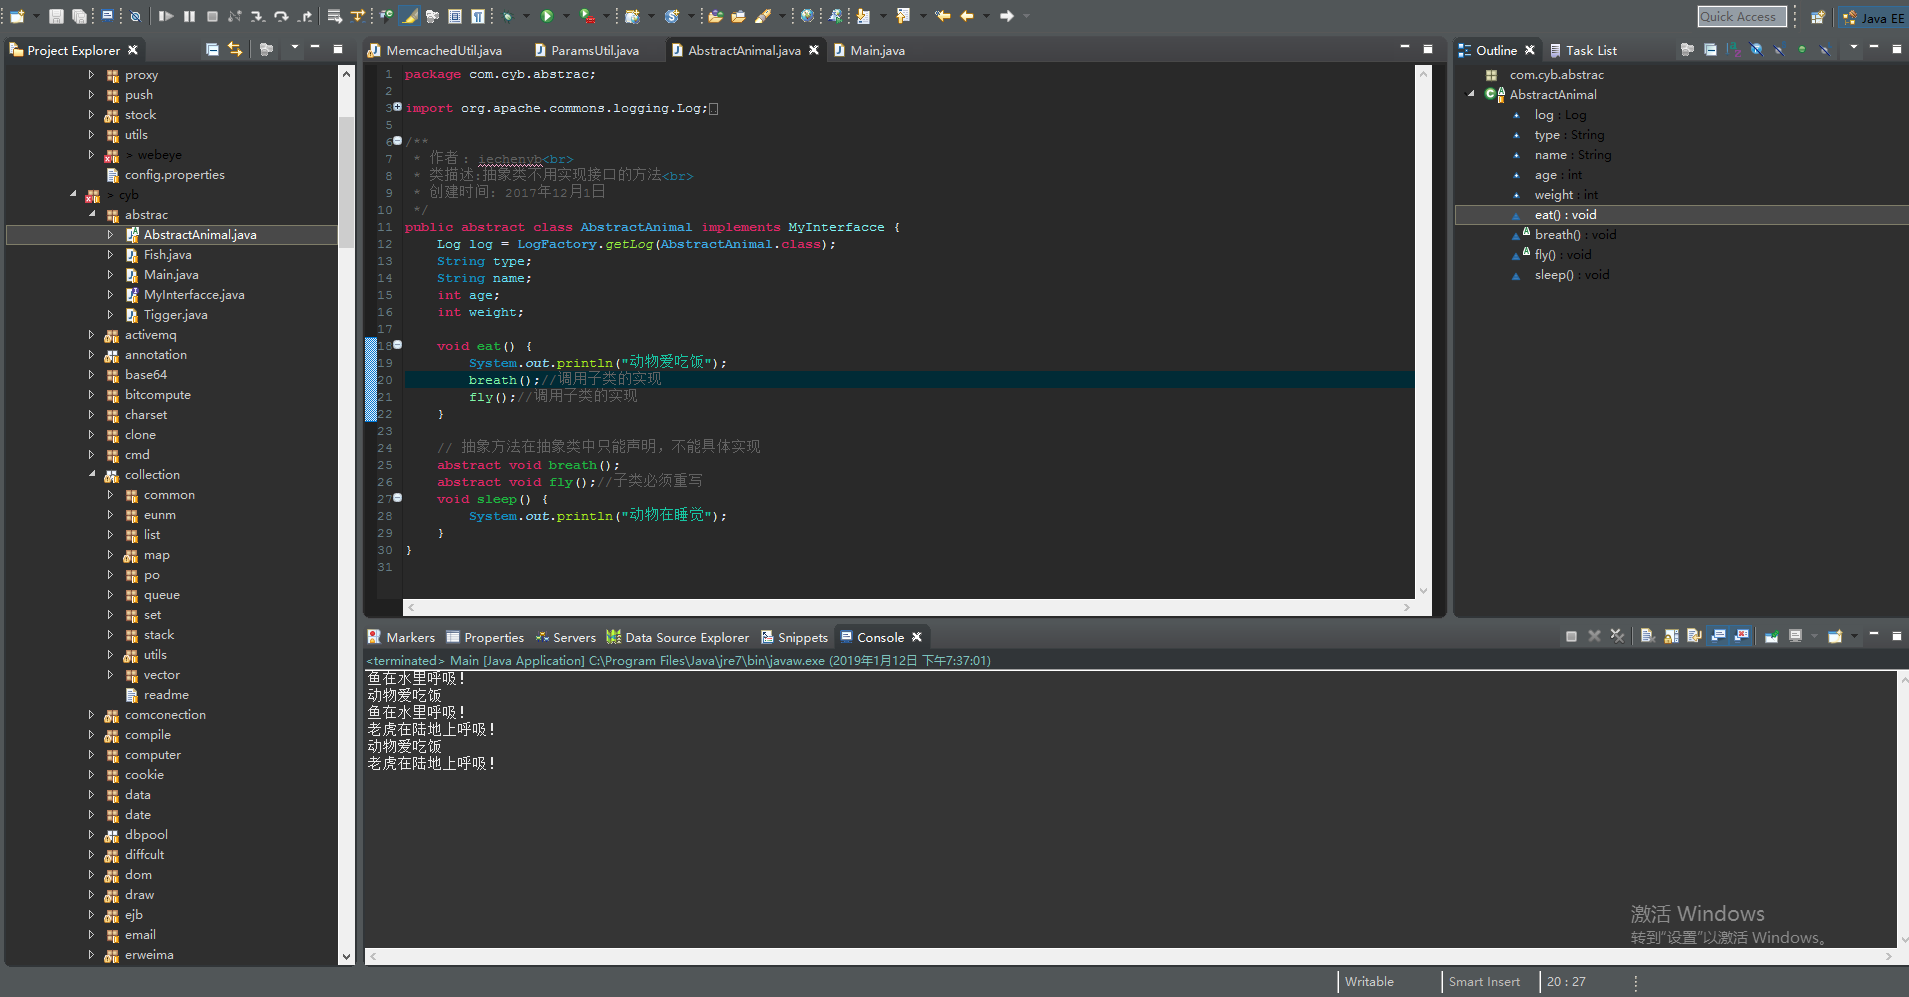 Quick Access
Java EE
Project Explorer
proxy
push
stock
utils
> webeye
config.properties
> cyb
abstrac
AbstractAnimal.java
Fish.java
Main.java
MyInterfacce.java
Tigger.java
activemq
annotation
base64
bitcompute
charset
clone
cmd
collection
common
eunm
list
map
po
queue
set
stack
utils
vector
readme
comconection
compile
computer
cookie
data
date
dbpool
diffcult
dom
draw
ejb
email
erweima
MemcachedUtil.java
ParamsUtil.java
AbstractAnimal.java
Main.java
1 package com.cyb.abstrac;
2
3 import org.apache.commons.logging.Log;
5
6 /**
7 * 作者 : iechenyb<br>
8 * 类描述:抽象类不用实现接口的方法<br>
9 * 创建时间: 2017年12月1日
10 */
11 public abstract class AbstractAnimal implements MyInterfacce {
12 Log log = LogFactory.getLog(AbstractAnimal.class);
13 String type;
14 String name;
15 int age;
16 int weight;
17
18 void eat() {
19 System.out.println("动物爱吃饭");
20 breath();//调用子类的实现
21 fly();//调用子类的实现
22 }
23
24 // 抽象方法在抽象类中只能声明，不能具体实现
25 abstract void breath();
26 abstract void fly();//子类必须重写
27 void sleep() {
28 System.out.println("动物在睡觉");
29 }
30 }
31
Outline
Task List
com.cyb.abstrac
AbstractAnimal
log : Log
type : String
name : String
age : int
weight : int
eat() : void
breath() : void
fly() : void
sleep() : void
Markers
Properties
Servers
Data Source Explorer
Snippets
Console
<terminated> Main [Java Application] C:\Program Files\Java\jre7\bin\javaw.exe (2019年1月12日 下午7:37:01)
鱼在水里呼吸!
动物爱吃饭
鱼在水里呼吸!
老虎在陆地上呼吸!
动物爱吃饭
老虎在陆地上呼吸!
激活 Windows
转到"设置"以激活 Windows。
Writable
Smart Insert
20 : 27